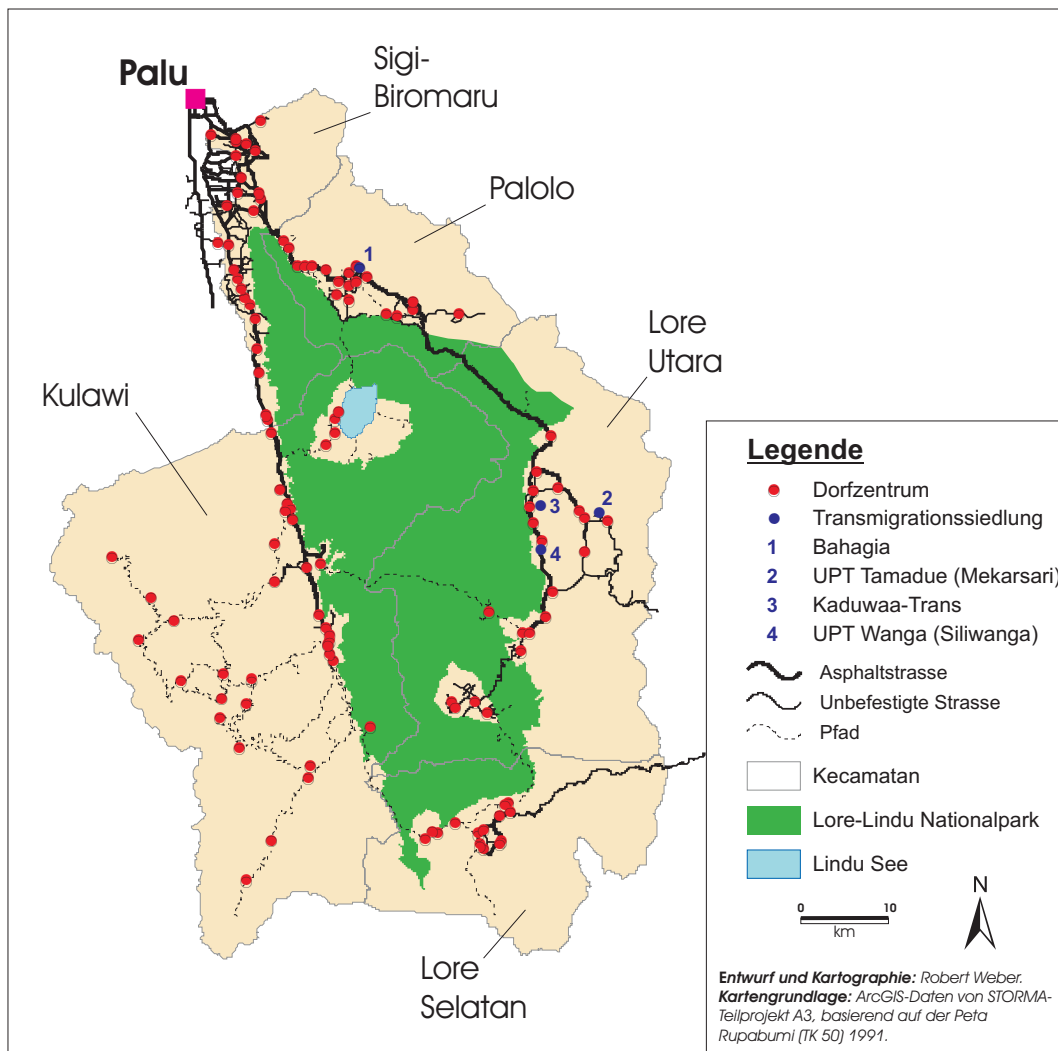 Palu
Sigi-
Biromaru
Palolo
1
Lore
Utara
Kulawi
2
3
4
Lore
Selatan
Legende
Dorfzentrum
Transmigrationssiedlung
1 Bahagia
2 UPT Tamadue (Mekarsari)
3 Kaduwaa-Trans
4 UPT Wanga (Siliwanga)
Asphaltstrasse
Unbefestigte Strasse
Pfad
Kecamatan
Lore-Lindu Nationalpark
Lindu See
0 10
km
N
Entwurf und Kartographie: Robert Weber.
Kartengrundlage: ArcGIS-Daten von STORMA-
Teilprojekt A3, basierend auf der Peta
Rupabumi (TK 50) 1991.